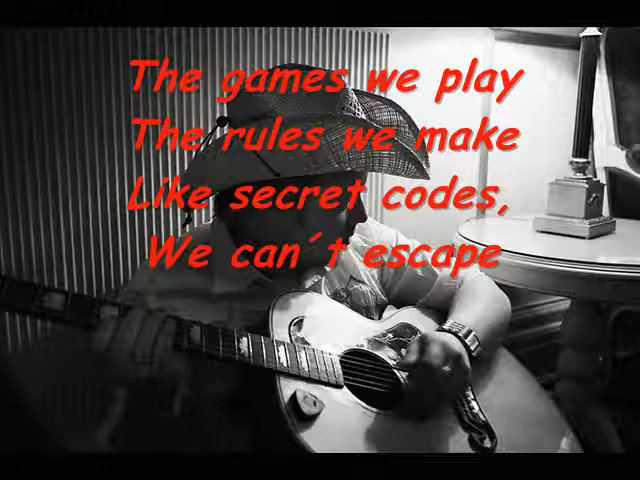 The games we play
The rules we make
Like secret codes,
We can´t escape